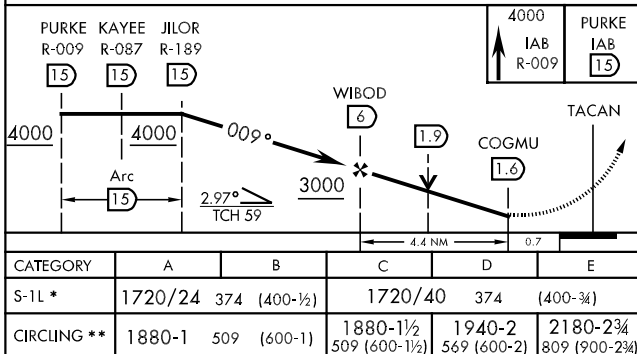 PURKE KAYEE JILOR
R-009 R-087 R-189
15 15 15
4000
IAB
R-009
PURKE
IAB
15
WIBOD
6
TACAN
1.9
COGMU
1.6
4000 4000 009°
3000
Arc
15
2.97°
TCH 59
4.4 NM 0.7
CATEGORY A B C D E
S-1L * 1720/24 374 (400-½) 1720/40 374 (400-¾)
CIRCLING ** 1880-1 509 (600-1) 1880-1½ 509 (600-1½) 1940-2 569 (600-2) 2180-2¾ 809 (900-2¾)